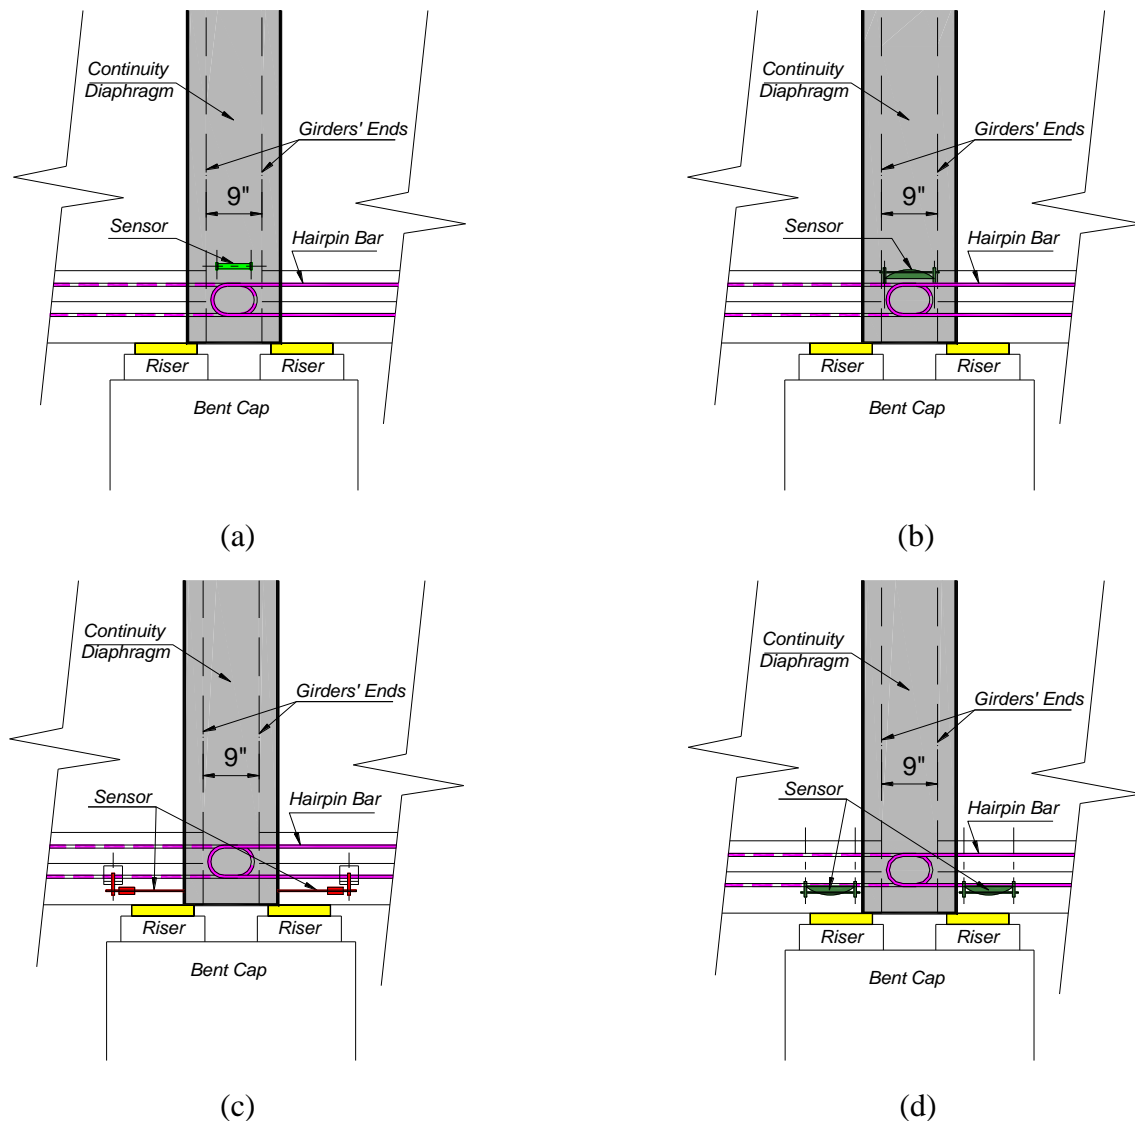 Continuity
Diaphragm
Girders' Ends
9"
Sensor
Hairpin Bar
Riser
Riser
Bent Cap
(a)
Continuity
Diaphragm
Girders' Ends
9"
Sensor
Hairpin Bar
Riser
Riser
Bent Cap
(b)
Continuity
Diaphragm
Girders' Ends
9"
Sensor
Hairpin Bar
Riser
Riser
Bent Cap
(c)
Continuity
Diaphragm
Girders' Ends
9"
Sensor
Hairpin Bar
Riser
Riser
Bent Cap
(d)